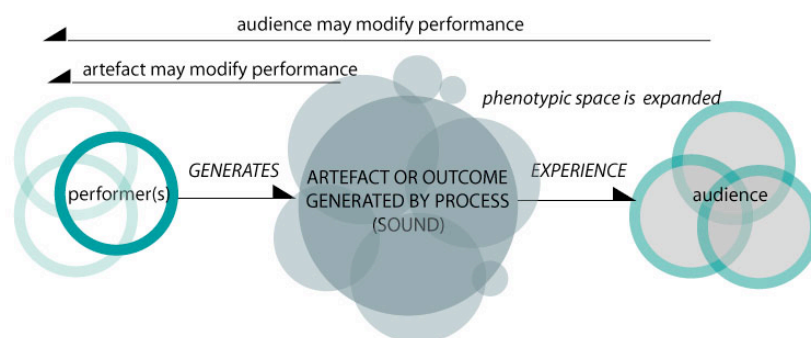 audience may modify performance
artefact may modify performance
phenotypic space is expanded
performer(s)
GENERATES
ARTEFACT OR OUTCOME
GENERATED BY PROCESS
(SOUND)
EXPERIENCE
audience